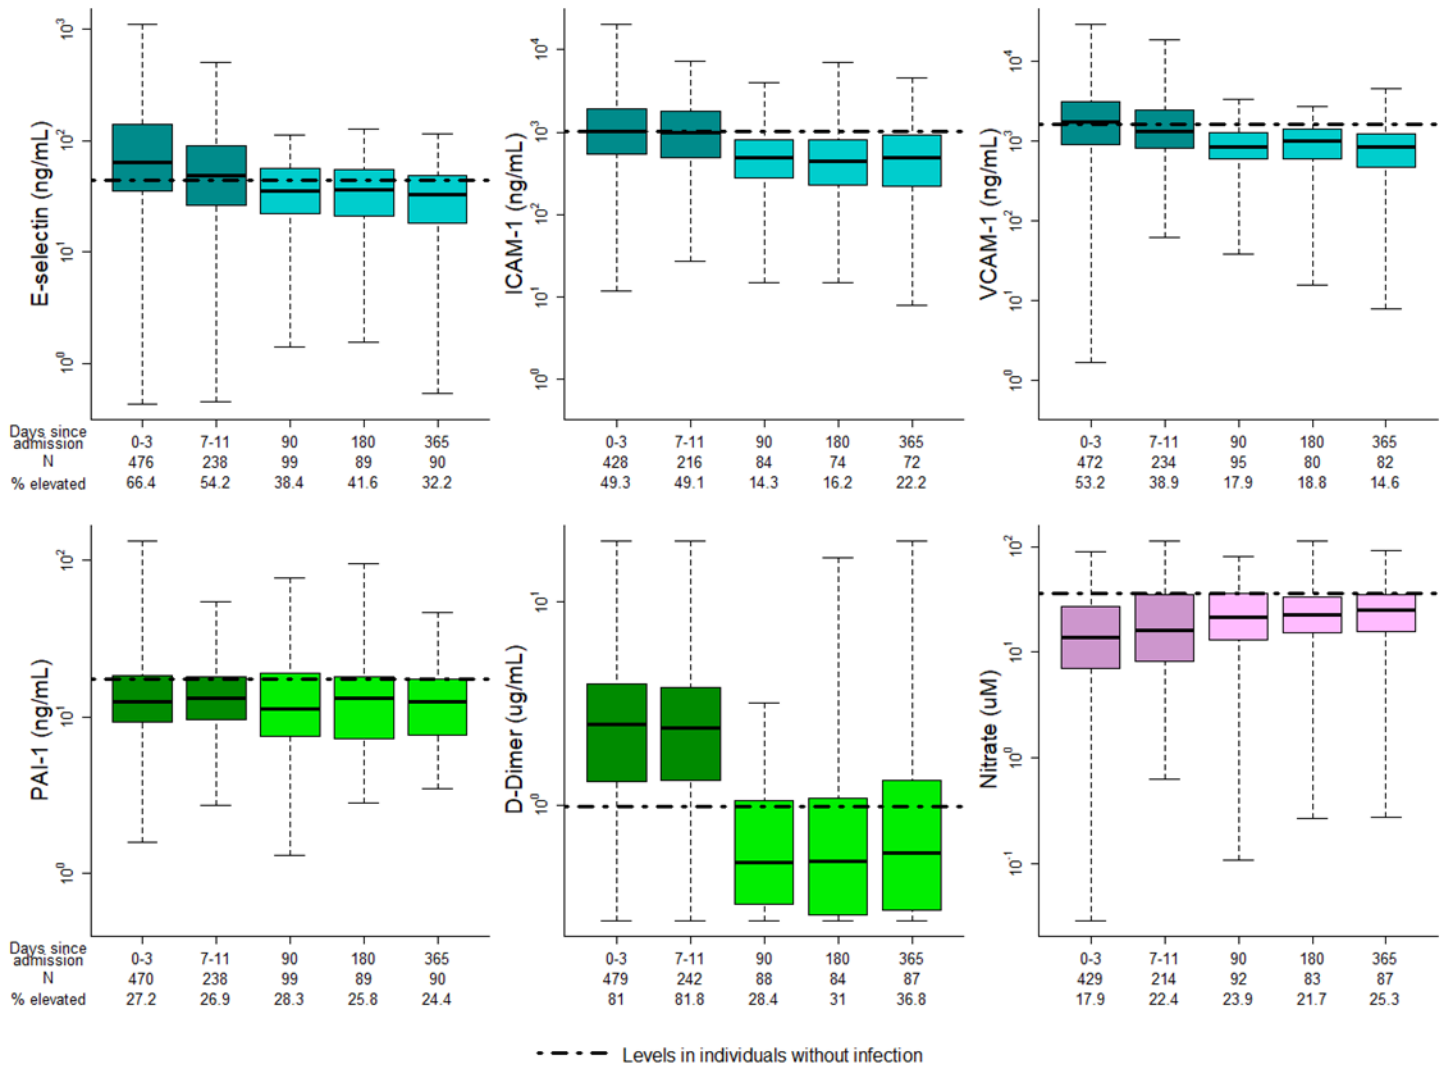 E-selectin (ng/mL)
10^3
10^2
10^1
10^0
ICAM-1 (ng/mL)
10^4
10^3
10^2
10^1
10^0
VCAM-1 (ng/mL)
10^4
10^3
10^2
10^1
10^0
Days since admission 0-3 7-11 90 180 365 0-3 7-11 90 180 365 0-3 7-11 90 180 365
N 476 238 99 89 90 428 216 84 74 72 472 234 95 80 82
% elevated 66.4 54.2 38.4 41.6 32.2 49.3 49.1 14.3 16.2 22.2 53.2 38.9 17.9 18.8 14.6
PAI-1 (ng/mL)
10^2
10^1
10^0
D-Dimer (ug/mL)
10^1
10^0
Nitrate (uM)
10^2
10^1
10^0
10^-1
Days since admission 0-3 7-11 90 180 365 0-3 7-11 90 180 365 0-3 7-11 90 180 365
N 470 238 99 89 90 479 242 88 84 87 429 214 92 83 87
% elevated 27.2 26.9 28.3 25.8 24.4 81 81.8 28.4 31 36.8 17.9 22.4 23.9 21.7 25.3
Levels in individuals without infection